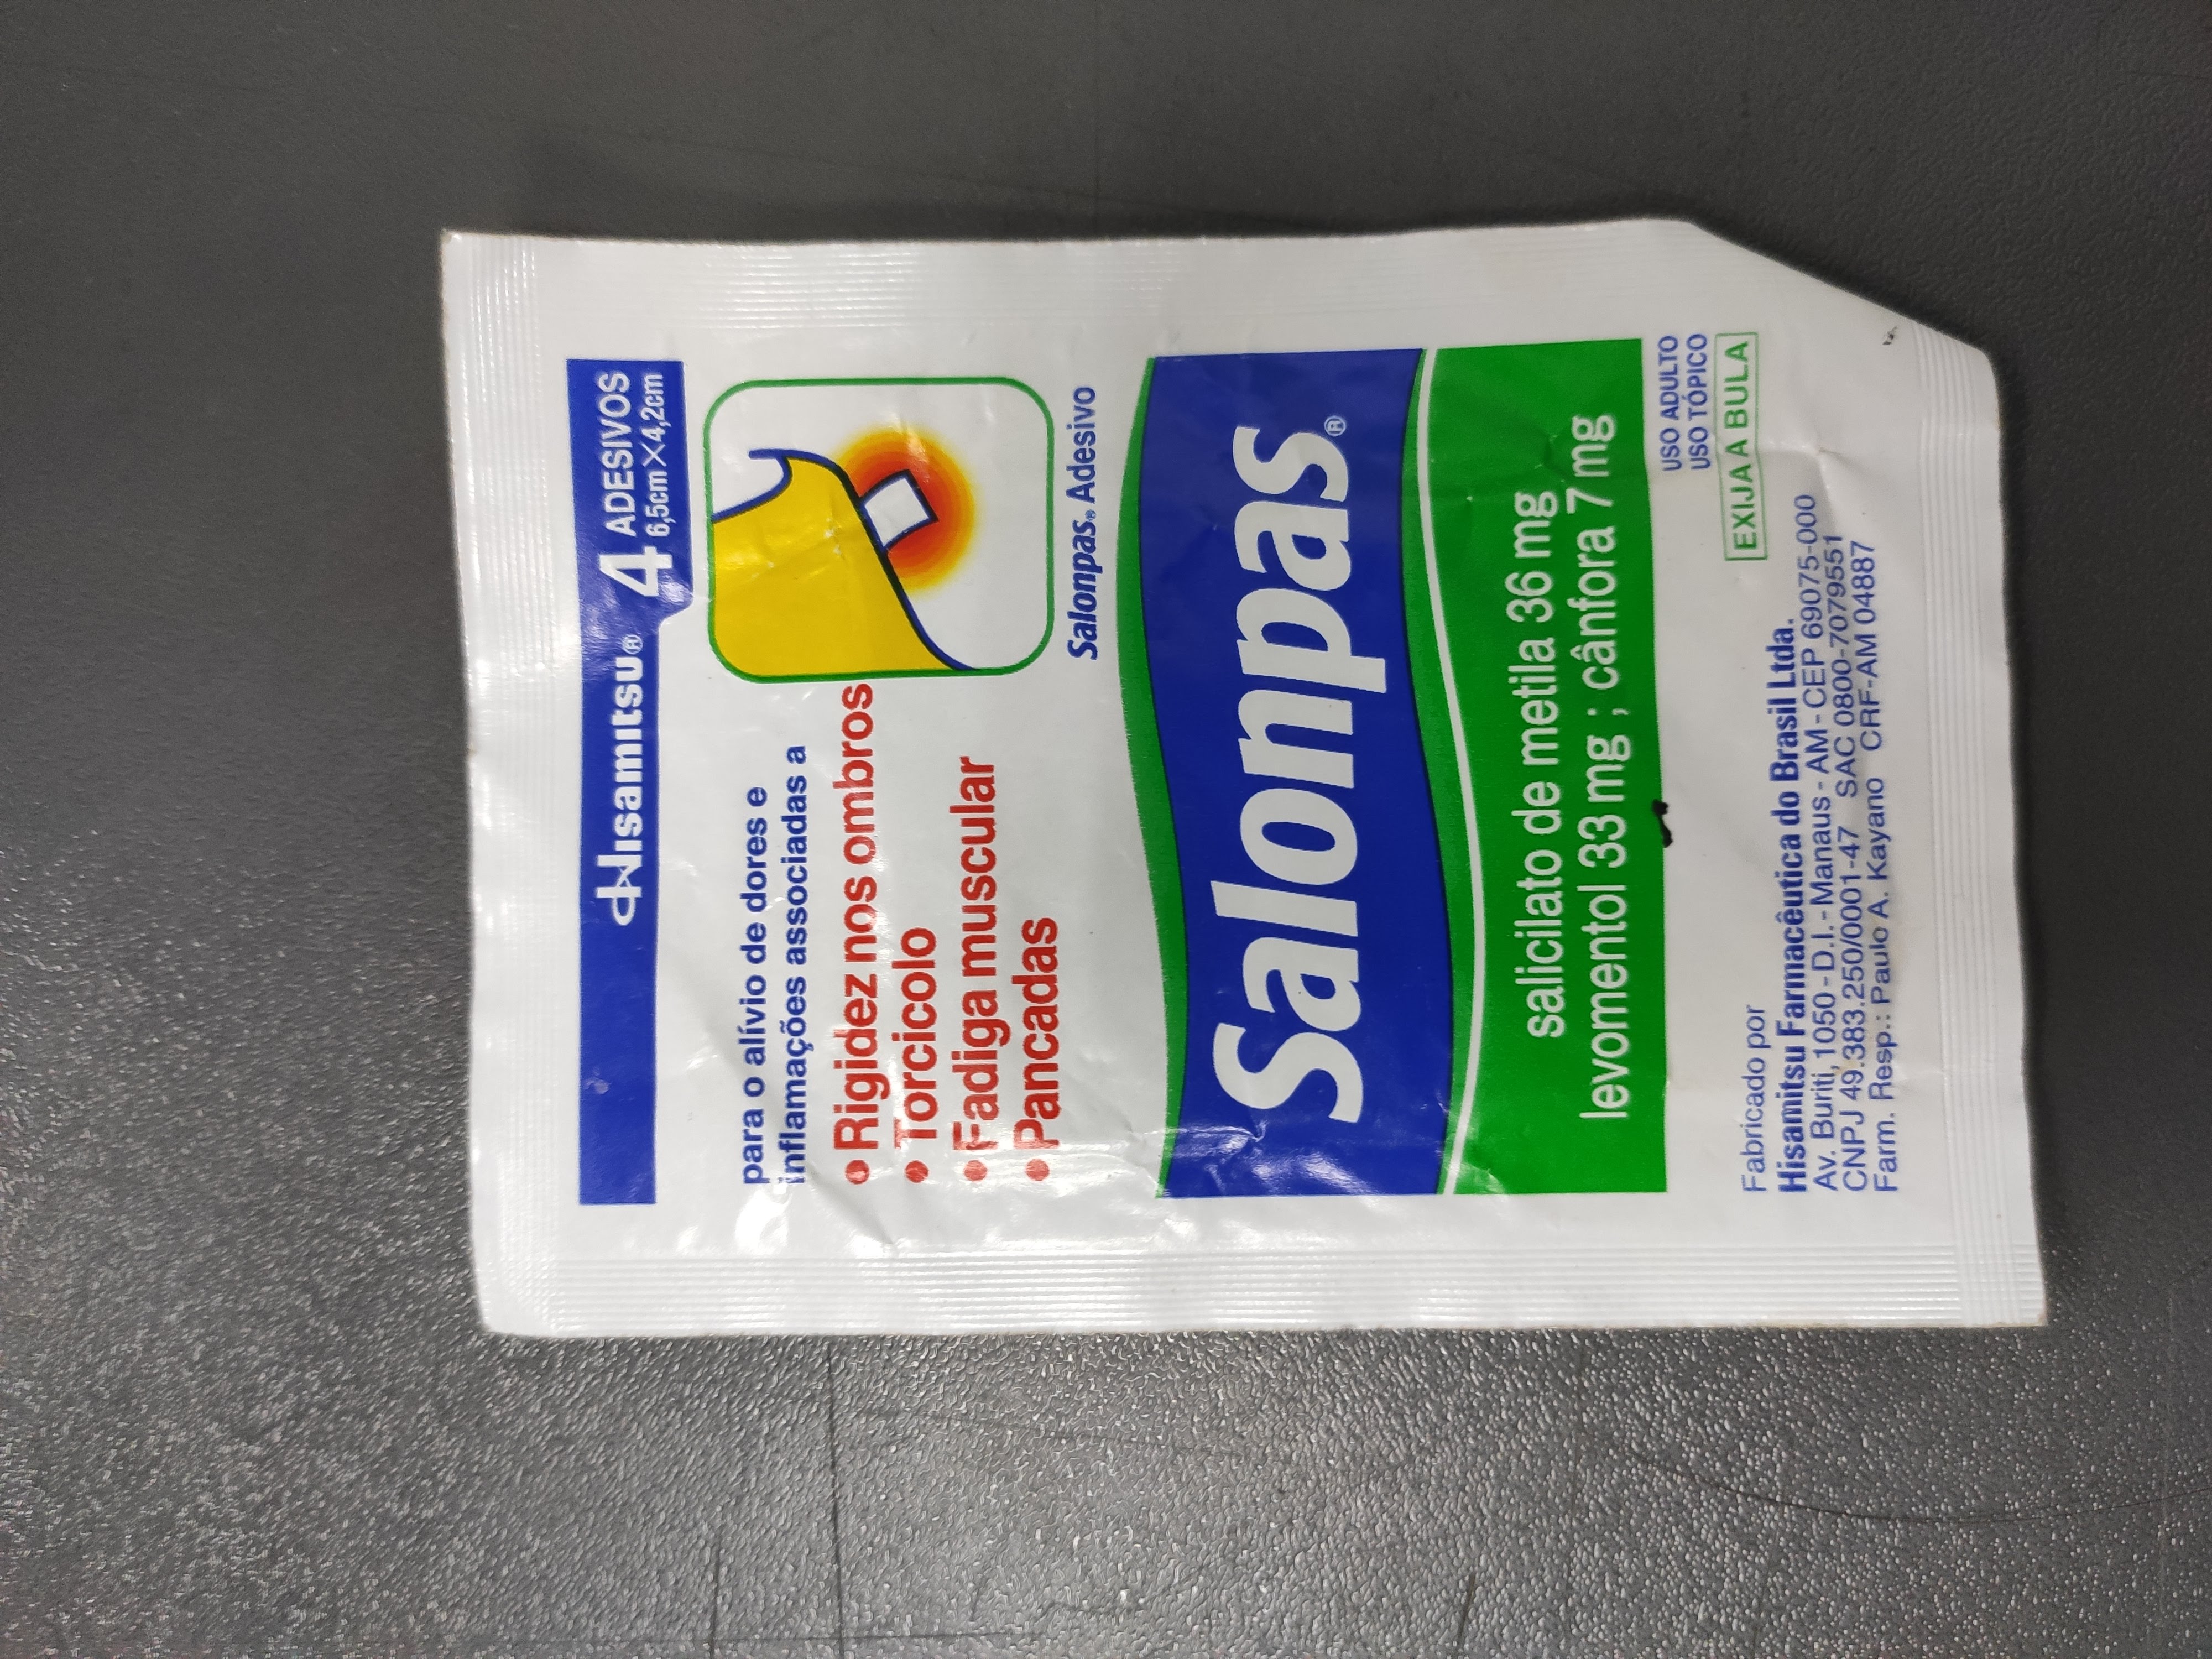 Hisamitsu®
4 ADESIVOS
6,5cm X 4,2cm
para o alívio de dores e
inflamações associadas a
• Rigidez nos ombros
• Torcicolo
• Fadiga muscular
• Pancadas
Salonpas® Adesivo
Salonpas®
salicilato de metila 36 mg
levomentol 33 mg ; cânfora 7 mg
USO ADULTO
USO TÓPICO
EXIJA A BULA
Fabricado por
Hisamitsu Farmacêutica do Brasil Ltda.
Av. Buriti, 1050 - D.I. - Manaus - AM - CEP 69075-000
CNPJ 49.383.250/0001-47 SAC 0800-7079551
Farm. Resp.: Paulo A. Kayano CRF-AM 04887